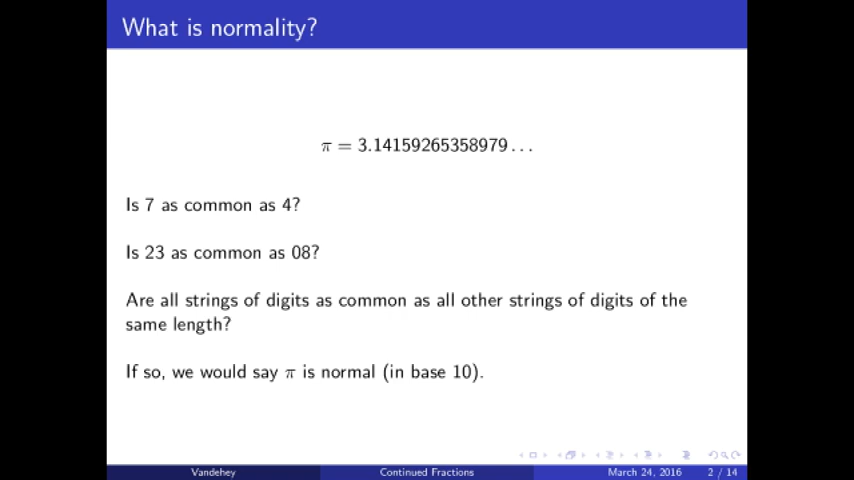 What is normality?
π = 3.14159265358979 . . .
Is 7 as common as 4?
Is 23 as common as 08?
Are all strings of digits as common as all other strings of digits of the
same length?
If so, we would say π is normal (in base 10).
Vandehey Continued Fractions March 24, 2016 2 / 14